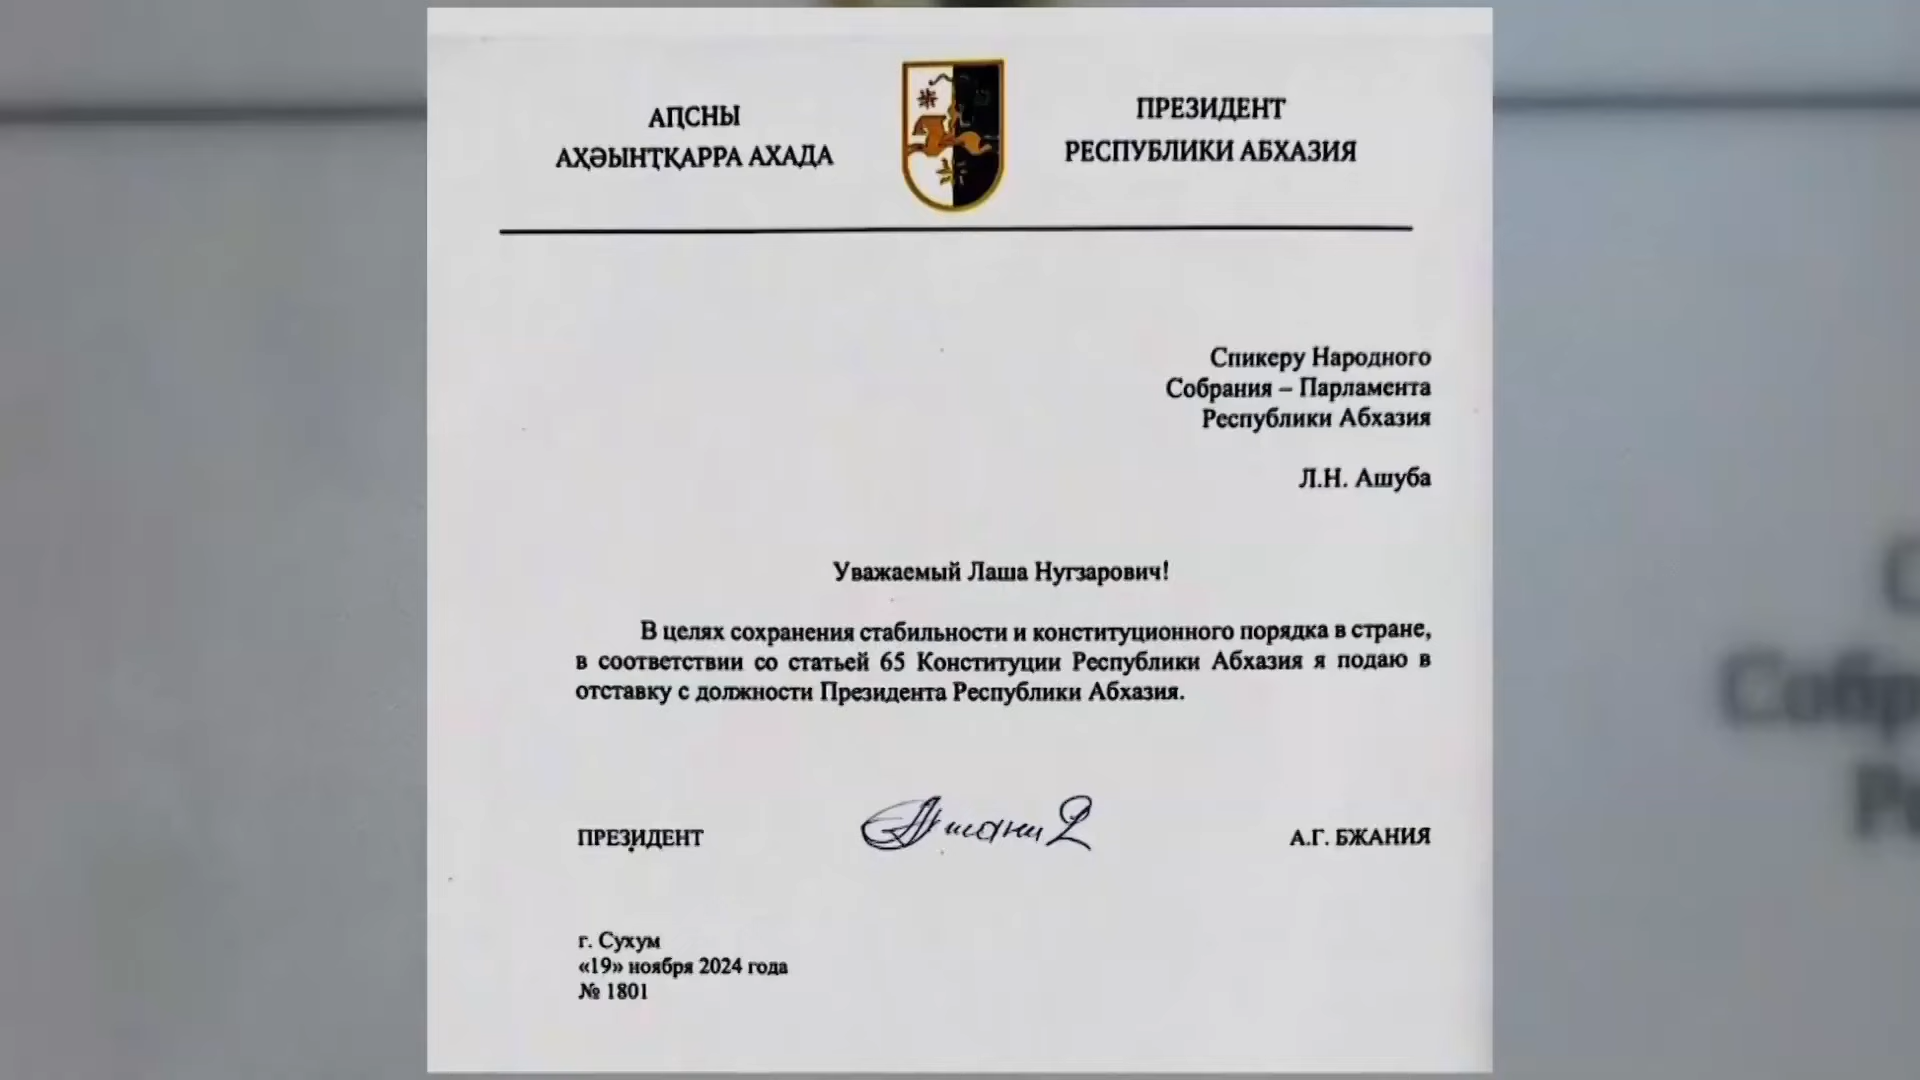 АԤСНЫ
АҲӘЫНҬҚАРРА АХАДА
ПРЕЗИДЕНТ
РЕСПУБЛИКИ АБХАЗИЯ
Спикеру Народного
Собрания – Парламента
Республики Абхазия
Л.Н. Ашуба
Уважаемый Лаша Нугзарович!
В целях сохранения стабильности и конституционного порядка в стране,
в соответствии со статьей 65 Конституции Республики Абхазия я подаю в
отставку с должности Президента Республики Абхазия.
ПРЕЗИДЕНТ
А.Г. БЖАНИЯ
г. Сухум
«19» ноября 2024 года
№ 1801